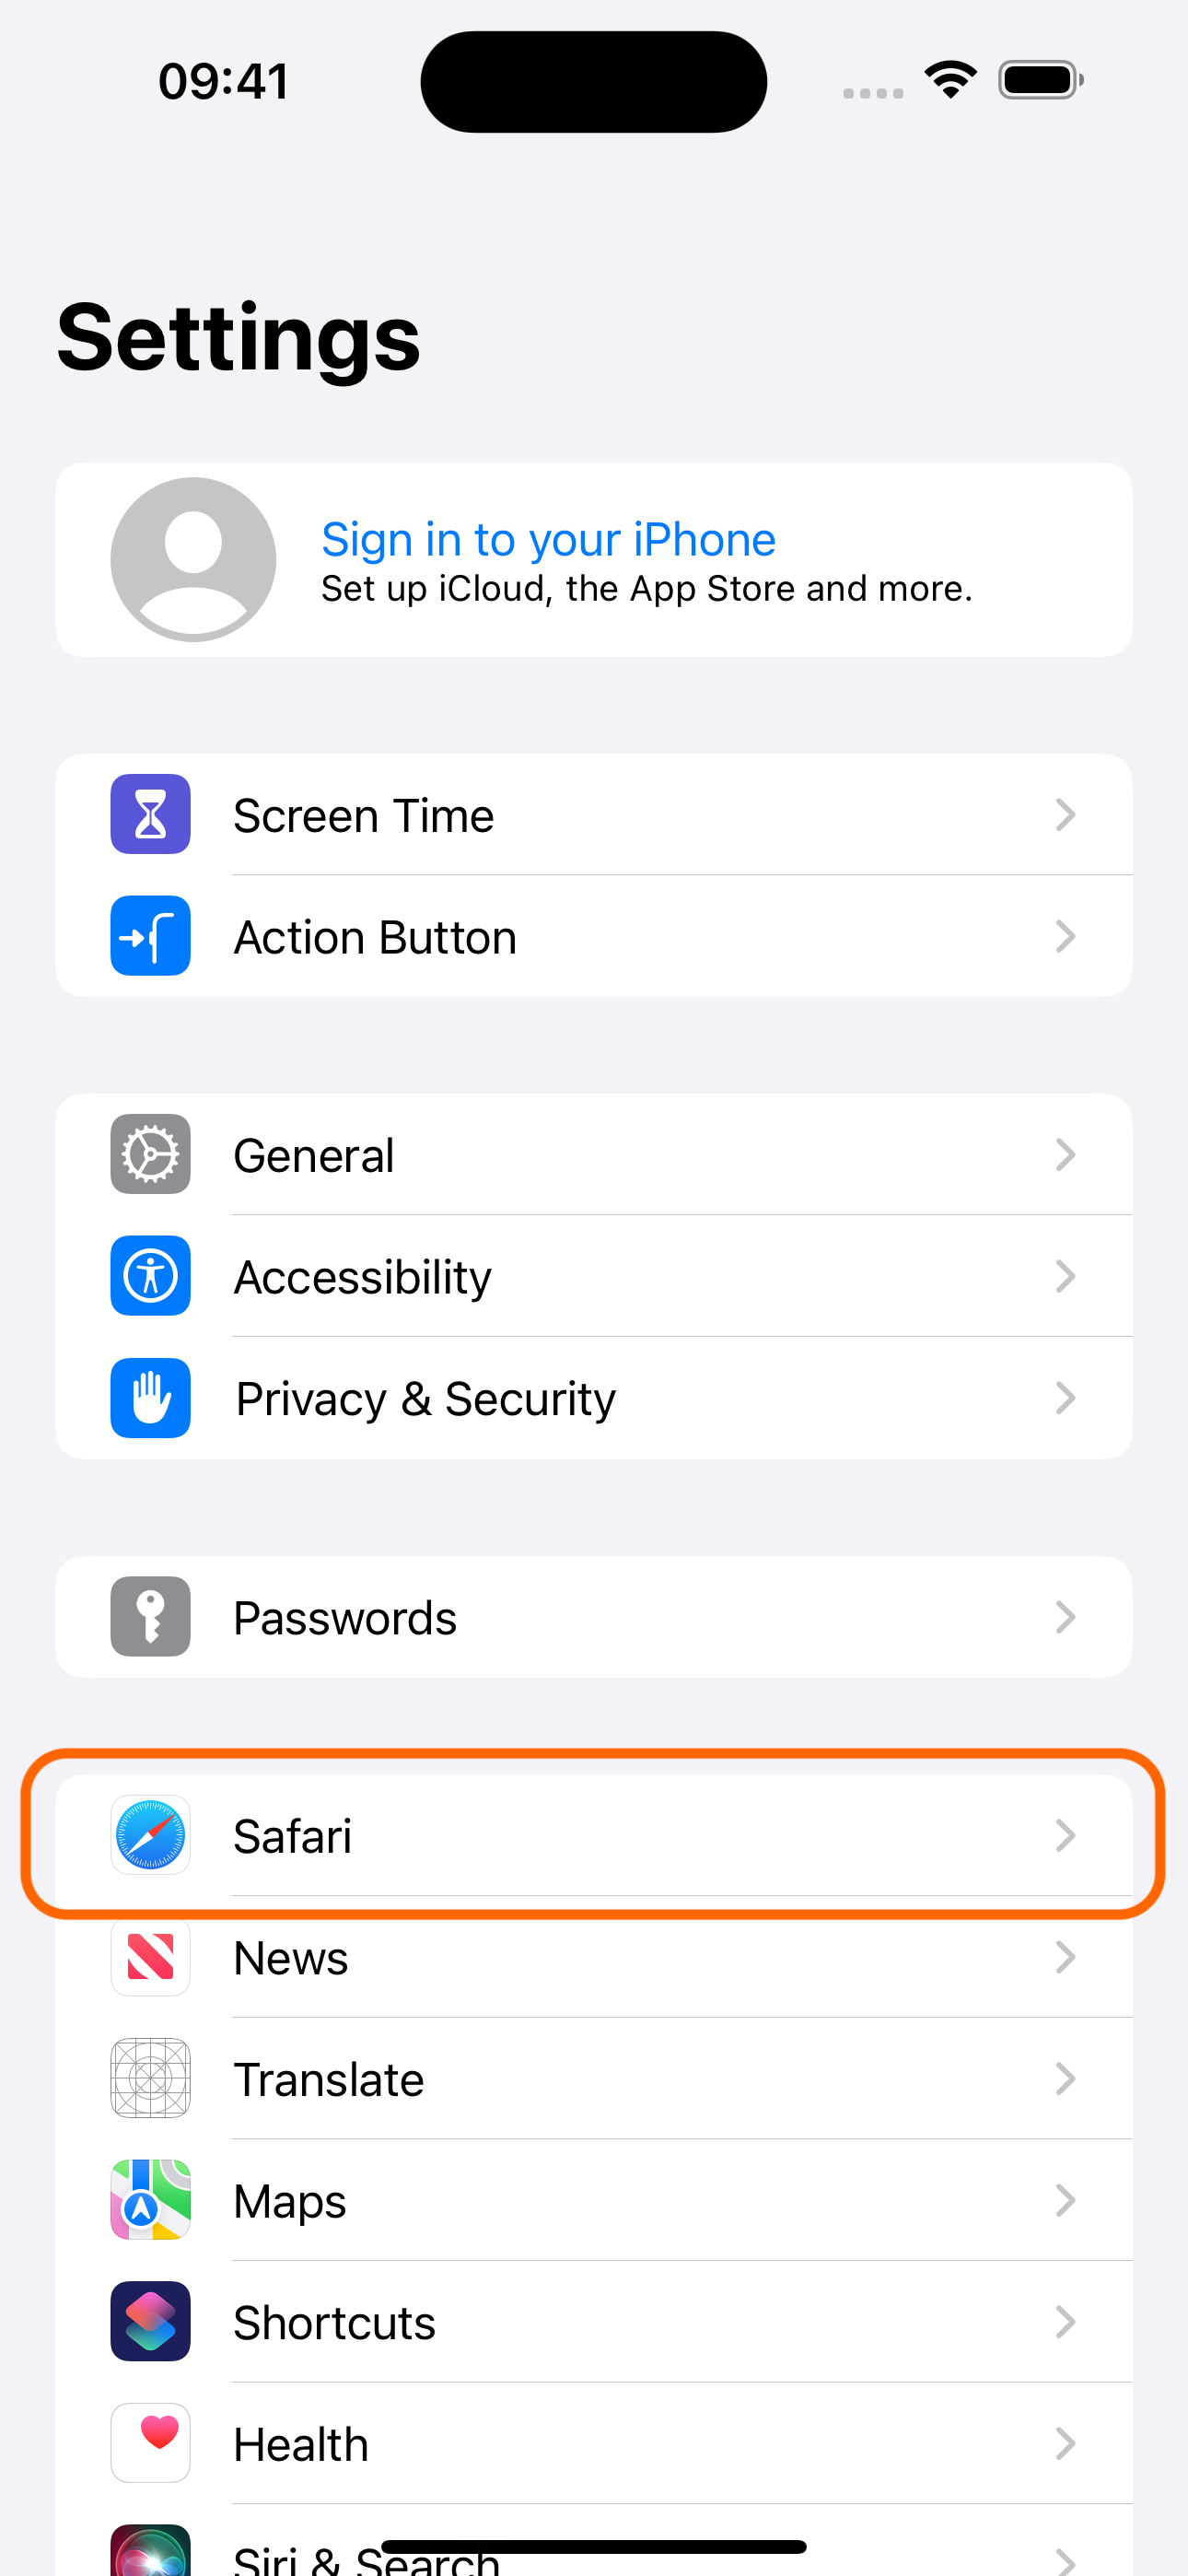 09:41
Settings
Sign in to your iPhone
Set up iCloud, the App Store and more.
Screen Time
Action Button
General
Accessibility
Privacy & Security
Passwords
Safari
News
Translate
Maps
Shortcuts
Health
Siri & Search